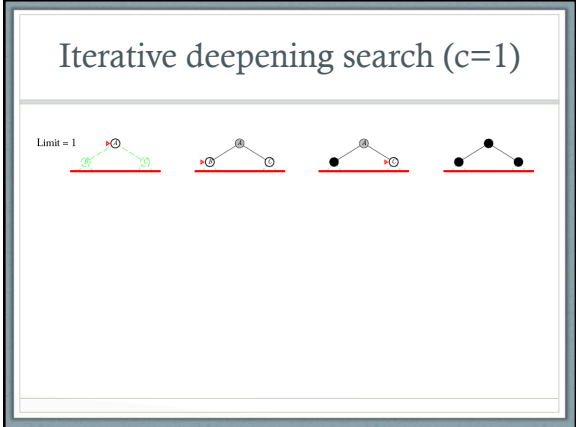 Iterative deepening search (c=1)
Limit = 1
A
B
C
A
B
C
A
C